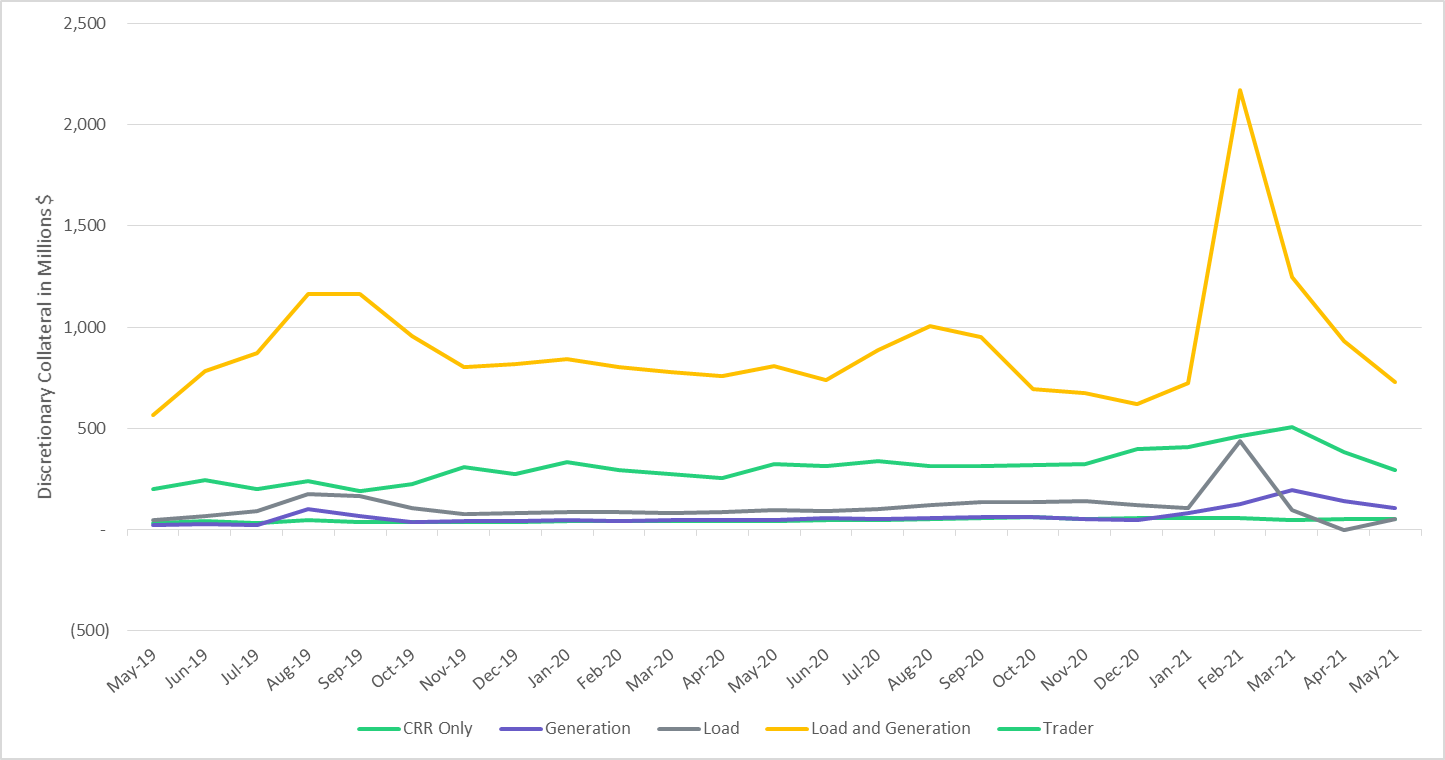 2,500
2,000
1,500
1,000
500
-
(500)
Discretionary Collateral in Millions $
May-19 Jun-19 Jul-19 Aug-19 Sep-19 Oct-19 Nov-19 Dec-19 Jan-20 Feb-20 Mar-20 Apr-20 May-20 Jun-20 Jul-20 Aug-20 Sep-20 Oct-20 Nov-20 Dec-20 Jan-21 Feb-21 Mar-21 Apr-21 May-21
CRR Only Generation Load Load and Generation Trader